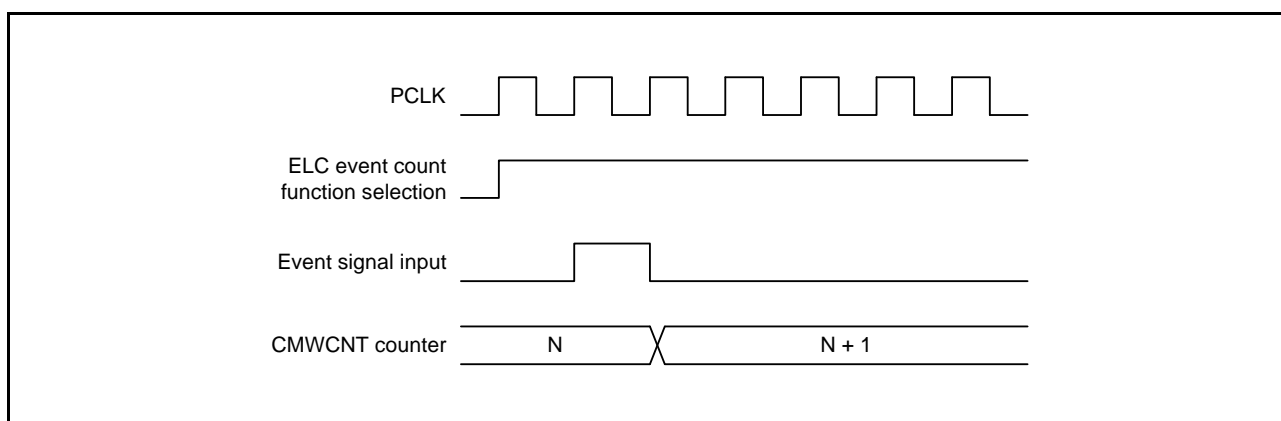 PCLK
ELC event count
function selection
Event signal input
CMWCNT counter
N
N + 1